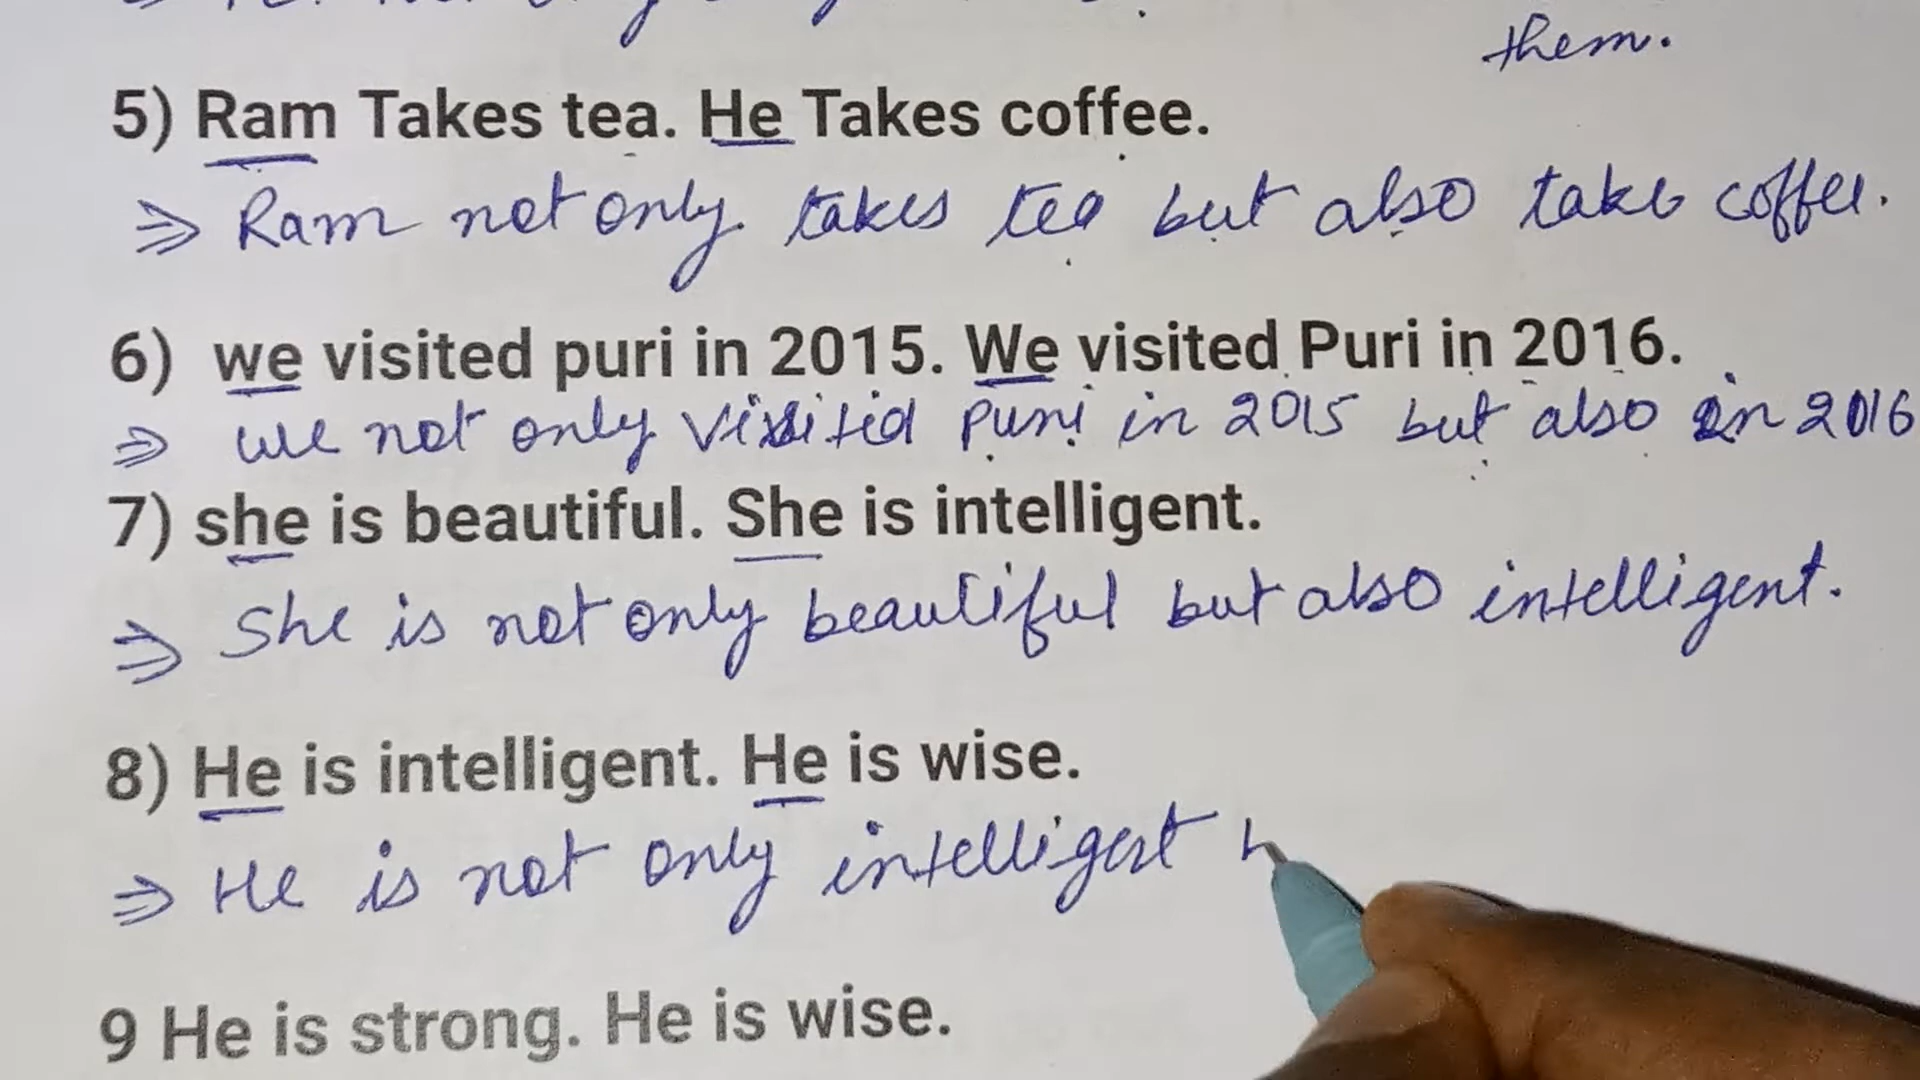 them.
5) Ram Takes tea. He Takes coffee.
⇒ Ram not only takes tea but also take coffee.
6) we visited puri in 2015. We visited Puri in 2016.
⇒ we not only visited puri in 2015 but also in 2016
7) she is beautiful. She is intelligent.
⇒ She is not only beautiful but also intelligent.
8) He is intelligent. He is wise.
⇒ He is not only intelligent
9 He is strong. He is wise.